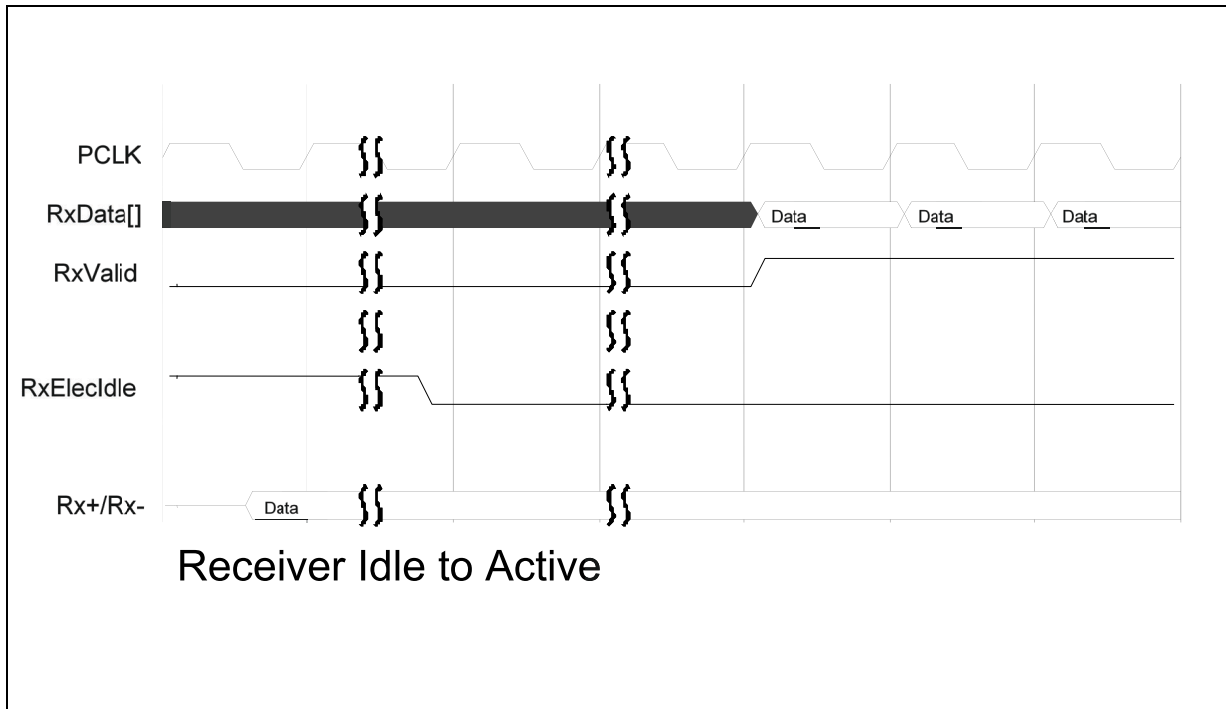 PCLK
RxData[]
Data Data Data
RxValid
RxElecIdle
Rx+/Rx-
Data
Receiver Idle to Active